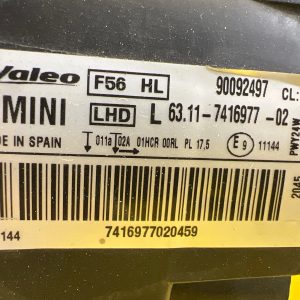 Valeo F56 HL 90092497 CL:
MINI LHD L 63.11-7416977-02
MADE IN SPAIN 011a 02A 01HCR 00RL PL 17,5 E9 11144
PWY24W
2045
144 7416977020459